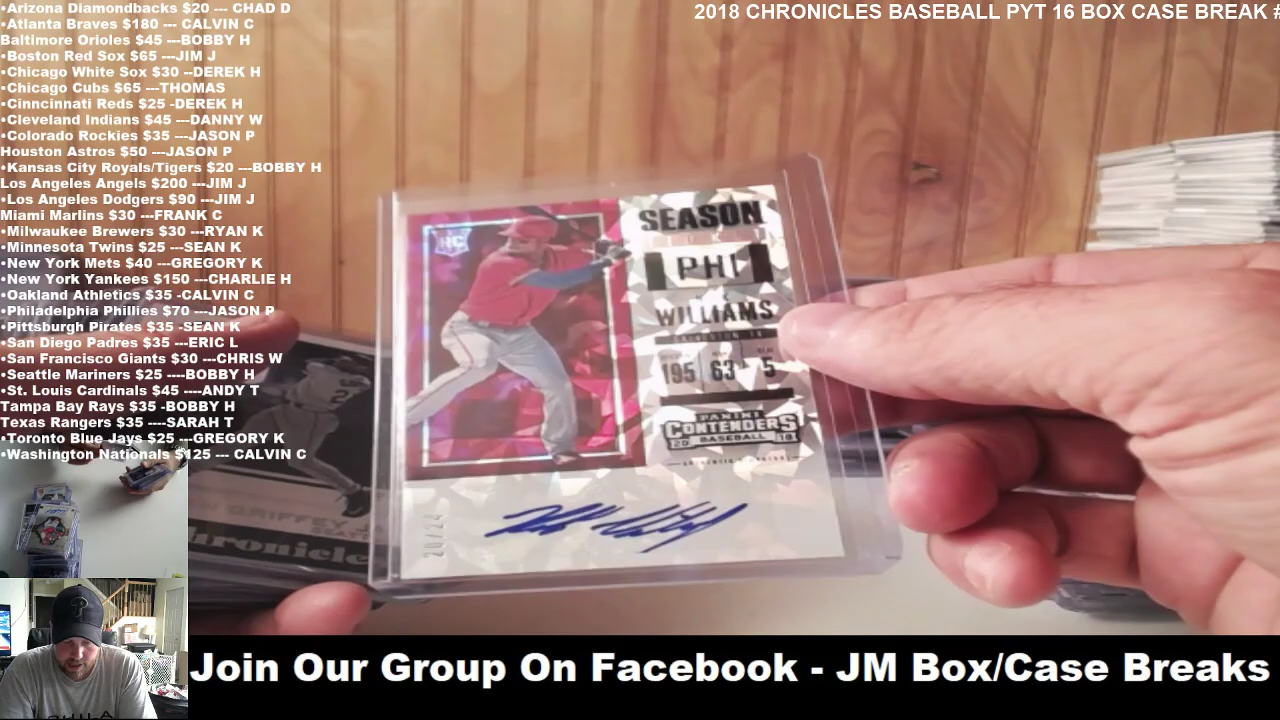 •Arizona Diamondbacks $20 --- CHAD D
•Atlanta Braves $180 --- CALVIN C
Baltimore Orioles $45 ---BOBBY H
•Boston Red Sox $65 ---JIM J
•Chicago White Sox $30 --DEREK H
•Chicago Cubs $65 ---THOMAS
•Cinncinnati Reds $25 -DEREK H
•Cleveland Indians $45 ---DANNY W
•Colorado Rockies $35 ---JASON P
Houston Astros $50 ---JASON P
•Kansas City Royals/Tigers $20 ---BOBBY H
Los Angeles Angels $200 ---JIM J
•Los Angeles Dodgers $90 ---JIM J
Miami Marlins $30 ---FRANK C
•Milwaukee Brewers $30 ---RYAN K
•Minnesota Twins $25 ---SEAN K
•New York Mets $40 ---GREGORY K
•New York Yankees $150 ---CHARLIE H
•Oakland Athletics $35 -CALVIN C
•Philadelphia Phillies $70 ---JASON P
•Pittsburgh Pirates $35 -SEAN K
•San Diego Padres $35 ---ERIC L
•San Francisco Giants $30 ---CHRIS W
•Seattle Mariners $25 ----BOBBY H
•St. Louis Cardinals $45 ----ANDY T
Tampa Bay Rays $35 -BOBBY H
Texas Rangers $35 ----SARAH T
•Toronto Blue Jays $25 ---GREGORY K
•Washington Nationals $125 --- CALVIN C
2018 CHRONICLES BASEBALL PYT 16 BOX CASE BREAK #
RC
SEASON
PHI
WILLIAMS
195 63 5
PANINI
CONTENDERS
20 BASEBALL 18
20/24
GRIFFEY
hronicle
Join Our Group On Facebook - JM Box/Case Breaks